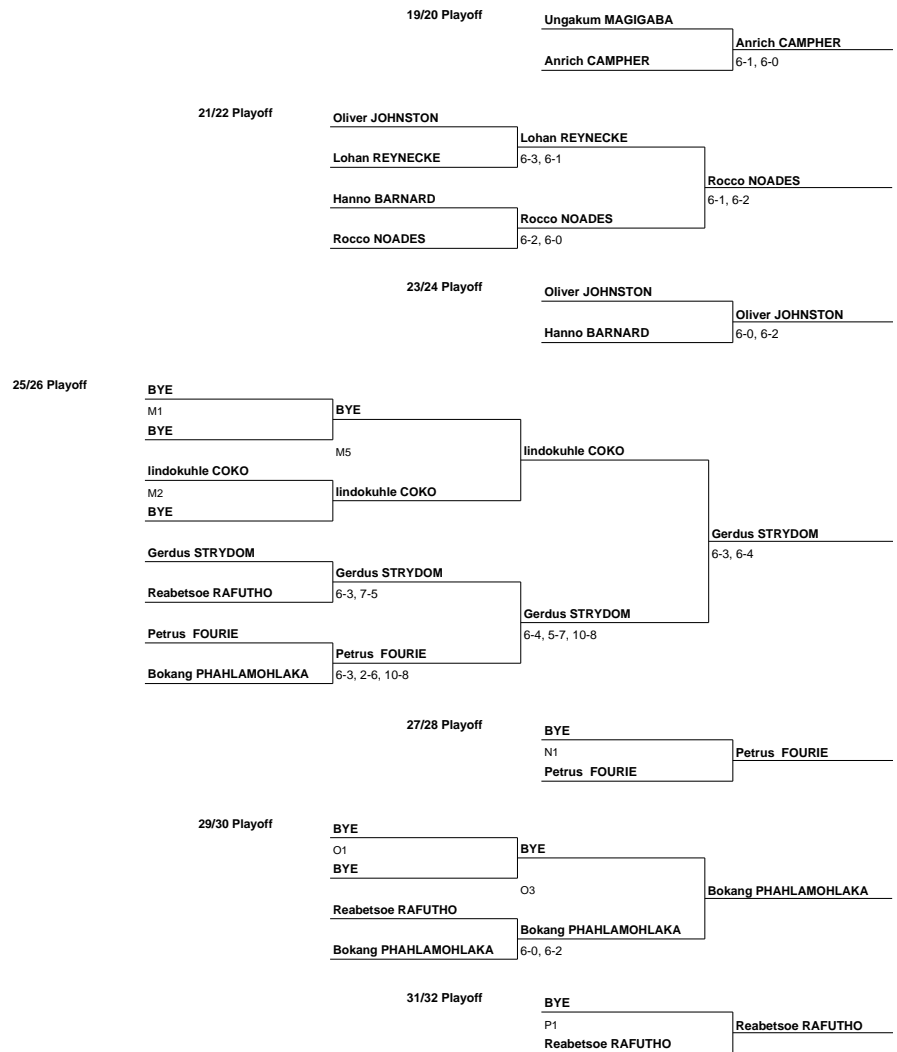 19/20 Playoff
Ungakum MAGIGABA
Anrich CAMPHER
Anrich CAMPHER
6-1, 6-0
21/22 Playoff
Oliver JOHNSTON
Lohan REYNECKE
Lohan REYNECKE
6-3, 6-1
Rocco NOADES
Hanno BARNARD
6-1, 6-2
Rocco NOADES
Rocco NOADES
6-2, 6-0
23/24 Playoff
Oliver JOHNSTON
Oliver JOHNSTON
Hanno BARNARD
6-0, 6-2
25/26 Playoff
BYE
M1
BYE
BYE
M5
lindokuhle COKO
lindokuhle COKO
M2
lindokuhle COKO
BYE
Gerdus STRYDOM
Gerdus STRYDOM
6-3, 6-4
Gerdus STRYDOM
Reabetsoe RAFUTHO
6-3, 7-5
Gerdus STRYDOM
Petrus FOURIE
6-4, 5-7, 10-8
Petrus FOURIE
Bokang PHAHLAMOHLAKA
6-3, 2-6, 10-8
27/28 Playoff
BYE
N1
Petrus FOURIE
Petrus FOURIE
29/30 Playoff
BYE
O1
BYE
BYE
O3
Bokang PHAHLAMOHLAKA
Reabetsoe RAFUTHO
Bokang PHAHLAMOHLAKA
Bokang PHAHLAMOHLAKA
6-0, 6-2
31/32 Playoff
BYE
P1
Reabetsoe RAFUTHO
Reabetsoe RAFUTHO